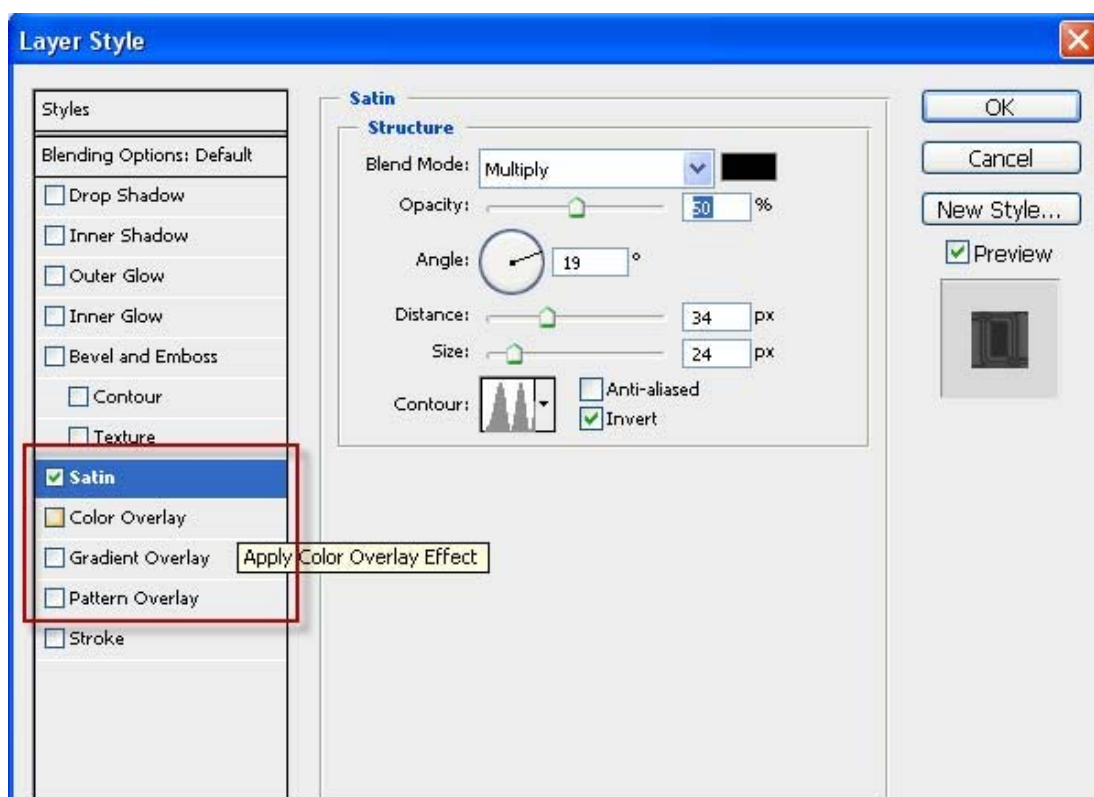 Layer Style
Styles
Blending Options: Default
Drop Shadow
Inner Shadow
Outer Glow
Inner Glow
Bevel and Emboss
Contour
Texture
Satin
Color Overlay
Gradient Overlay
Apply Color Overlay Effect
Pattern Overlay
Stroke
Satin
Structure
Blend Mode: Multiply
Opacity: 50 %
Angle: 19 °
Distance: 34 px
Size: 24 px
Contour:
Anti-aliased
Invert
OK
Cancel
New Style...
Preview